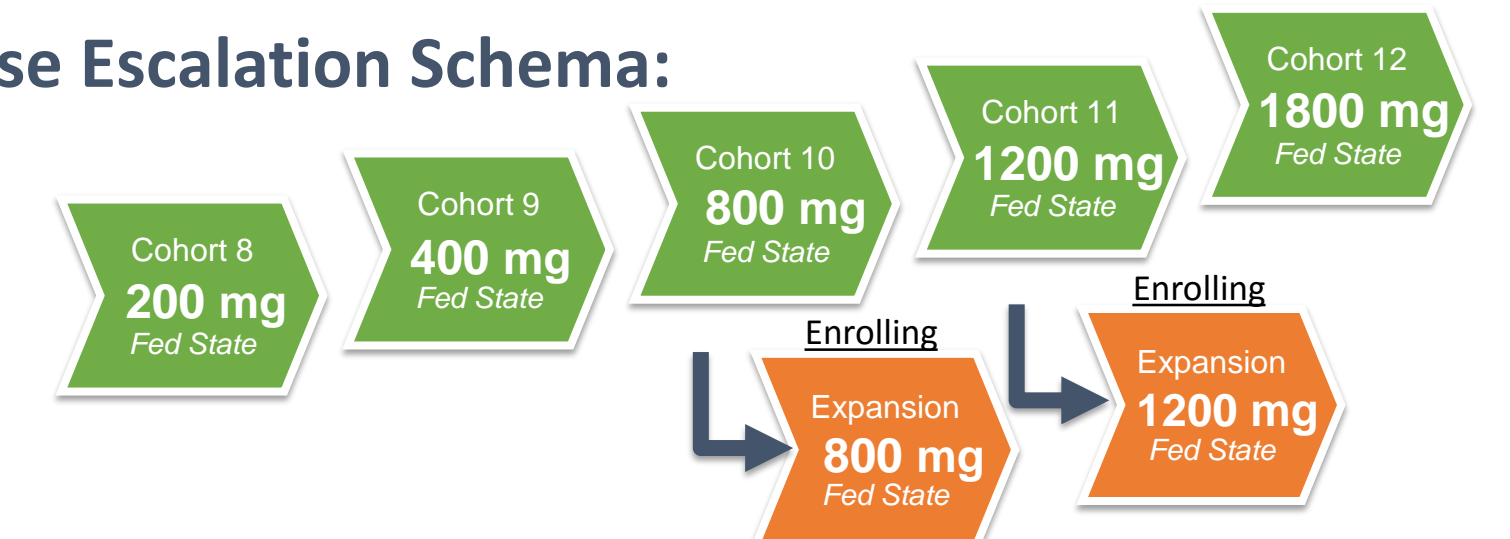 se Escalation Schema:
Cohort 8
200 mg
Fed State
Cohort 9
400 mg
Fed State
Cohort 10
800 mg
Fed State
Cohort 11
1200 mg
Fed State
Cohort 12
1800 mg
Fed State
Enrolling
Expansion
800 mg
Fed State
Enrolling
Expansion
1200 mg
Fed State